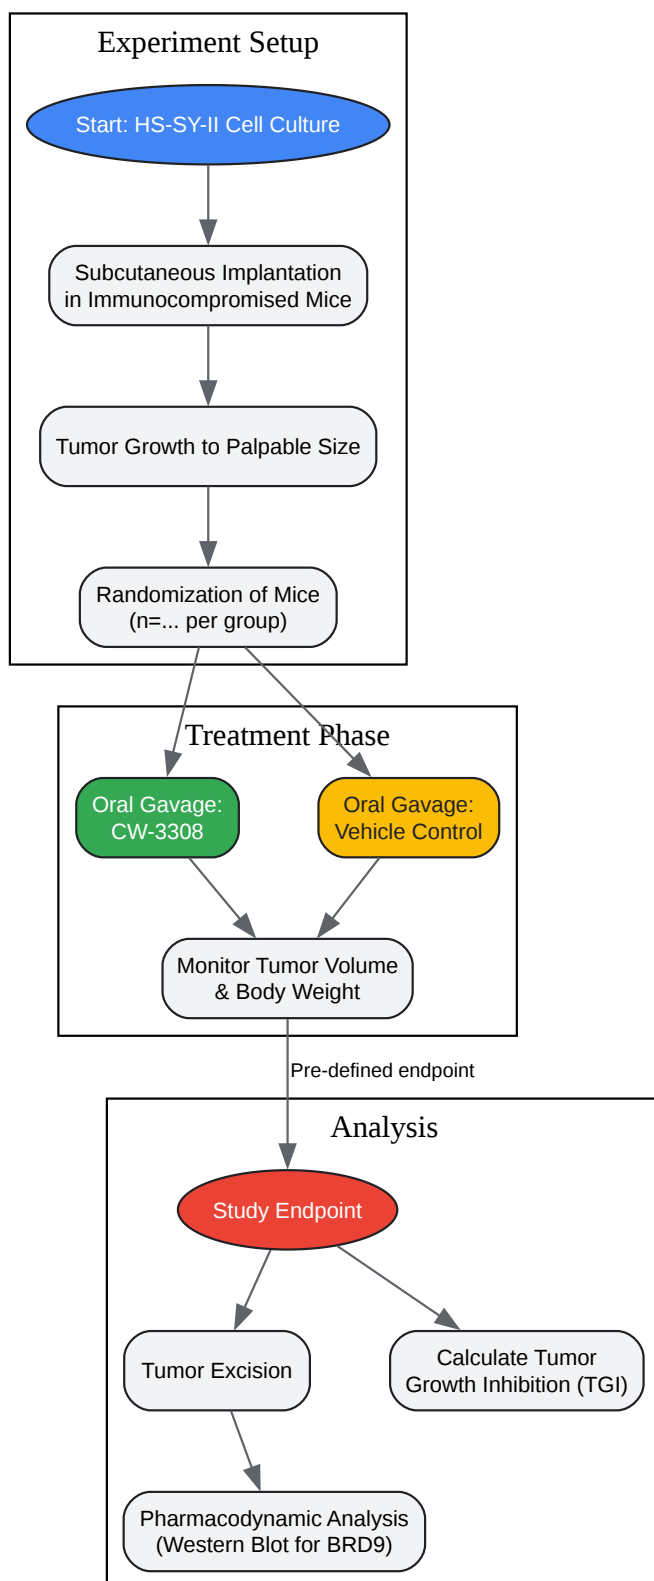 Experiment Setup
Start: HS-SY-II Cell Culture
Subcutaneous Implantation
in Immunocompromised Mice
Tumor Growth to Palpable Size
Randomization of Mice
(n=... per group)
Treatment Phase
Oral Gavage:
CW-3308
Oral Gavage:
Vehicle Control
Monitor Tumor Volume
& Body Weight
Pre-defined endpoint
Analysis
Study Endpoint
Tumor Excision
Calculate Tumor
Growth Inhibition (TGI)
Pharmacodynamic Analysis
(Western Blot for BRD9)